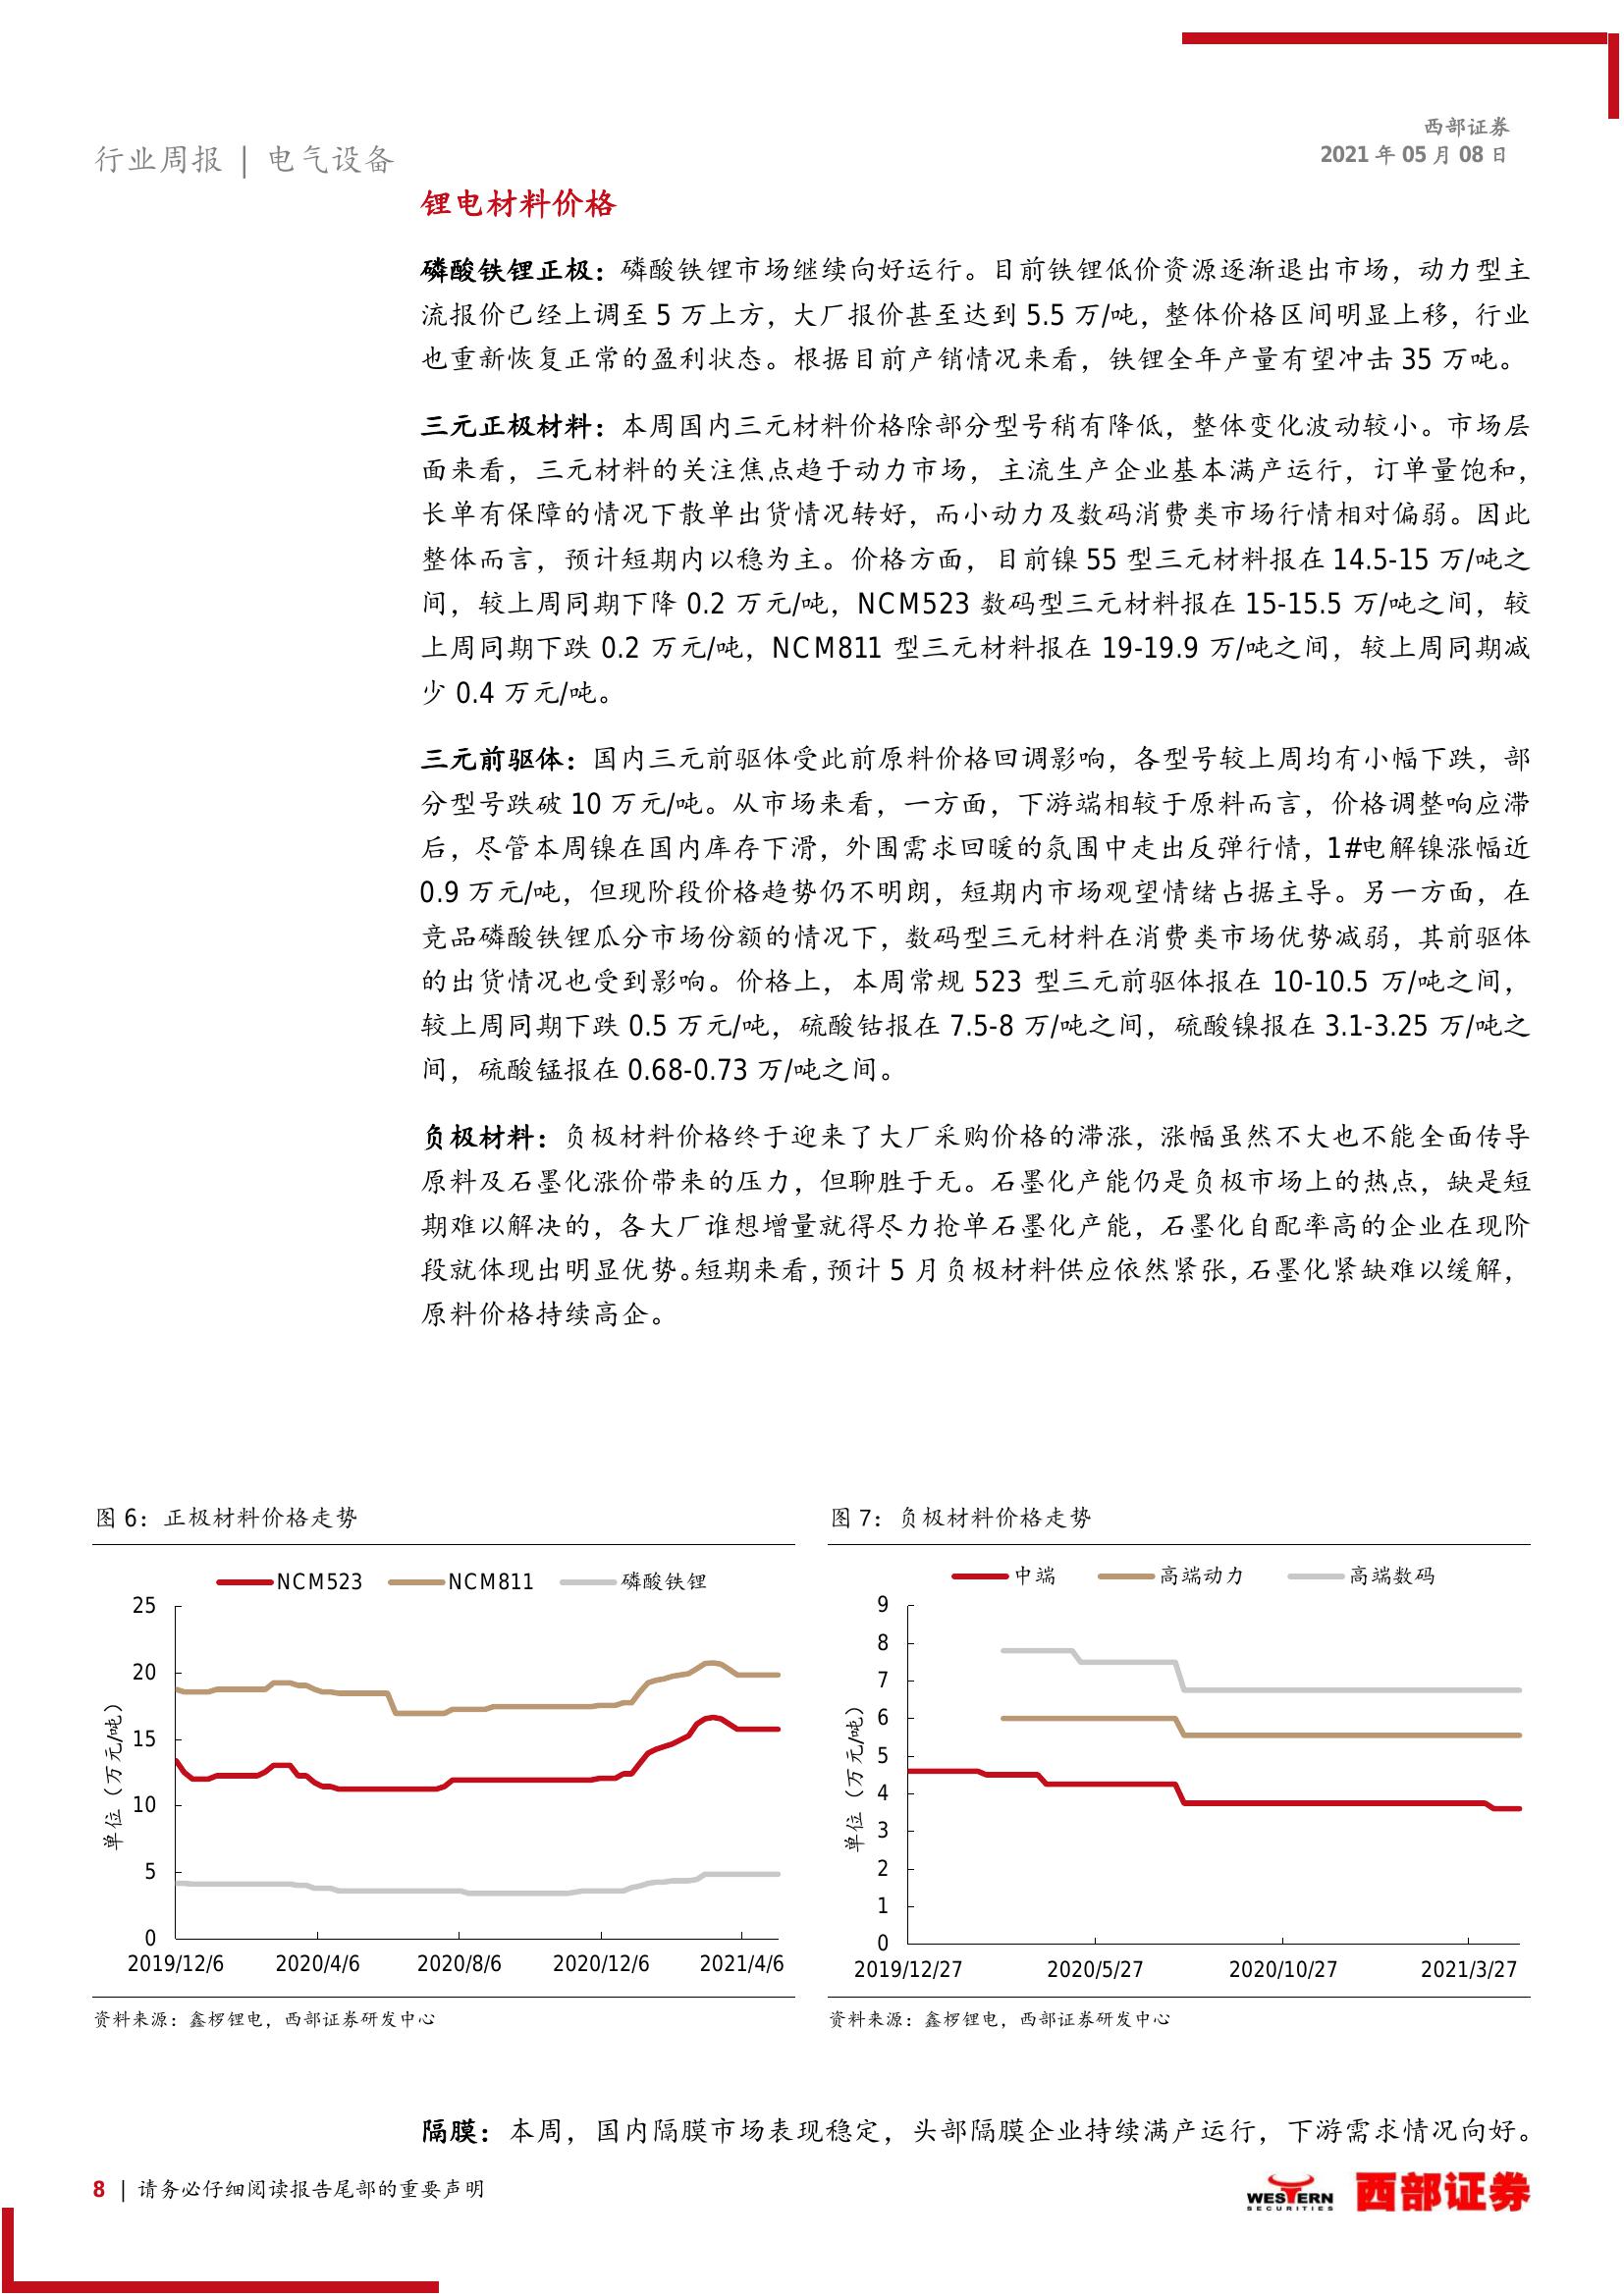 行业周报 | 电气设备
西部证券
2021 年 05 月 08 日
锂电材料价格
磷酸铁锂正极：磷酸铁锂市场继续向好运行。目前铁锂低价资源逐渐退出市场，动力型主
流报价已经上调至 5 万上方，大厂报价甚至达到 5.5 万/吨，整体价格区间明显上移，行业
也重新恢复正常的盈利状态。根据目前产销情况来看，铁锂全年产量有望冲击 35 万吨。
三元正极材料：本周国内三元材料价格除部分型号稍有降低，整体变化波动较小。市场层
面来看，三元材料的关注焦点趋于动力市场，主流生产企业基本满产运行，订单量饱和，
长单有保障的情况下散单出货情况转好，而小动力及数码消费类市场行情相对偏弱。因此
整体而言，预计短期内以稳为主。价格方面，目前镍 55 型三元材料报在 14.5-15 万/吨之
间，较上周同期下降 0.2 万元/吨，NCM523 数码型三元材料报在 15-15.5 万/吨之间，较
上周同期下跌 0.2 万元/吨，NCM811 型三元材料报在 19-19.9 万/吨之间，较上周同期减
少 0.4 万元/吨。
三元前驱体：国内三元前驱体受此前原料价格回调影响，各型号较上周均有小幅下跌，部
分型号跌破 10 万元/吨。从市场来看，一方面，下游端相较于原料而言，价格调整响应滞
后，尽管本周镍在国内库存下滑，外围需求回暖的氛围中走出反弹行情，1#电解镍涨幅近
0.9 万元/吨，但现阶段价格趋势仍不明朗，短期内市场观望情绪占据主导。另一方面，在
竞品磷酸铁锂瓜分市场份额的情况下，数码型三元材料在消费类市场优势减弱，其前驱体
的出货情况也受到影响。价格上，本周常规 523 型三元前驱体报在 10-10.5 万/吨之间，
较上周同期下跌 0.5 万元/吨，硫酸钴报在 7.5-8 万/吨之间，硫酸镍报在 3.1-3.25 万/吨之
间，硫酸锰报在 0.68-0.73 万/吨之间。
负极材料：负极材料价格终于迎来了大厂采购价格的滞涨，涨幅虽然不大也不能全面传导
原料及石墨化涨价带来的压力，但聊胜于无。石墨化产能仍是负极市场上的热点，缺是短
期难以解决的，各大厂谁想增量就得尽力抢单石墨化产能，石墨化自配率高的企业在现阶
段就体现出明显优势。短期来看，预计 5 月负极材料供应依然紧张，石墨化紧缺难以缓解，
原料价格持续高企。
图 6：正极材料价格走势
NCM523 NCM811 磷酸铁锂
单位（万元/吨）
25
20
15
10
5
0
2019/12/6 2020/4/6 2020/8/6 2020/12/6 2021/4/6
资料来源：鑫椤锂电，西部证券研发中心
图 7：负极材料价格走势
中端 高端动力 高端数码
单位（万元/吨）
9
8
7
6
5
4
3
2
1
0
2019/12/27 2020/5/27 2020/10/27 2021/3/27
资料来源：鑫椤锂电，西部证券研发中心
隔膜：本周，国内隔膜市场表现稳定，头部隔膜企业持续满产运行，下游需求情况向好。
8 | 请务必仔细阅读报告尾部的重要声明
WESTERN
SECURITIES
西部证券